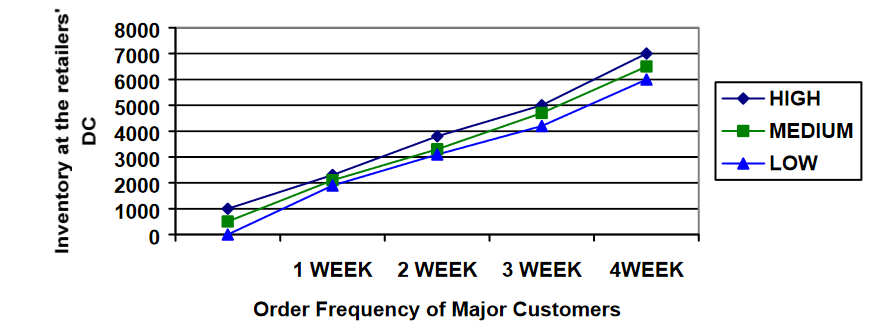 Inventory at the retailers'
DC
8000
7000
6000
5000
4000
3000
2000
1000
0
1 WEEK 2 WEEK 3 WEEK 4WEEK
Order Frequency of Major Customers
HIGH
MEDIUM
LOW